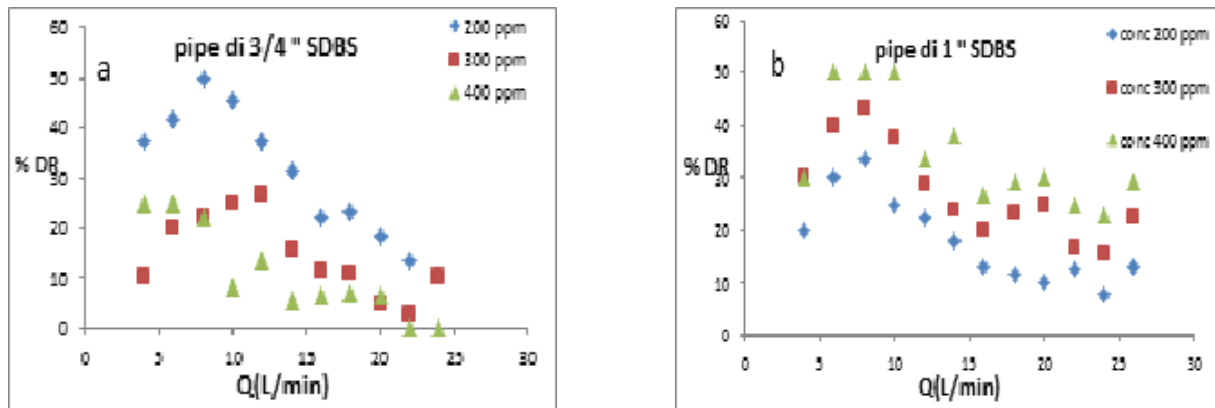 pipe di 3/4 " SDBS
a
200 ppm
300 ppm
400 ppm
60
50
40
30
20
10
0
% DR
0 5 10 15 20 25 30
Q(L/min)
pipe di 1 " SDBS
b
conc 200 ppm
conc 300 ppm
conc 400 ppm
60
50
40
30
20
10
0
% DR
0 5 10 15 20 25 30
Q(L/min)